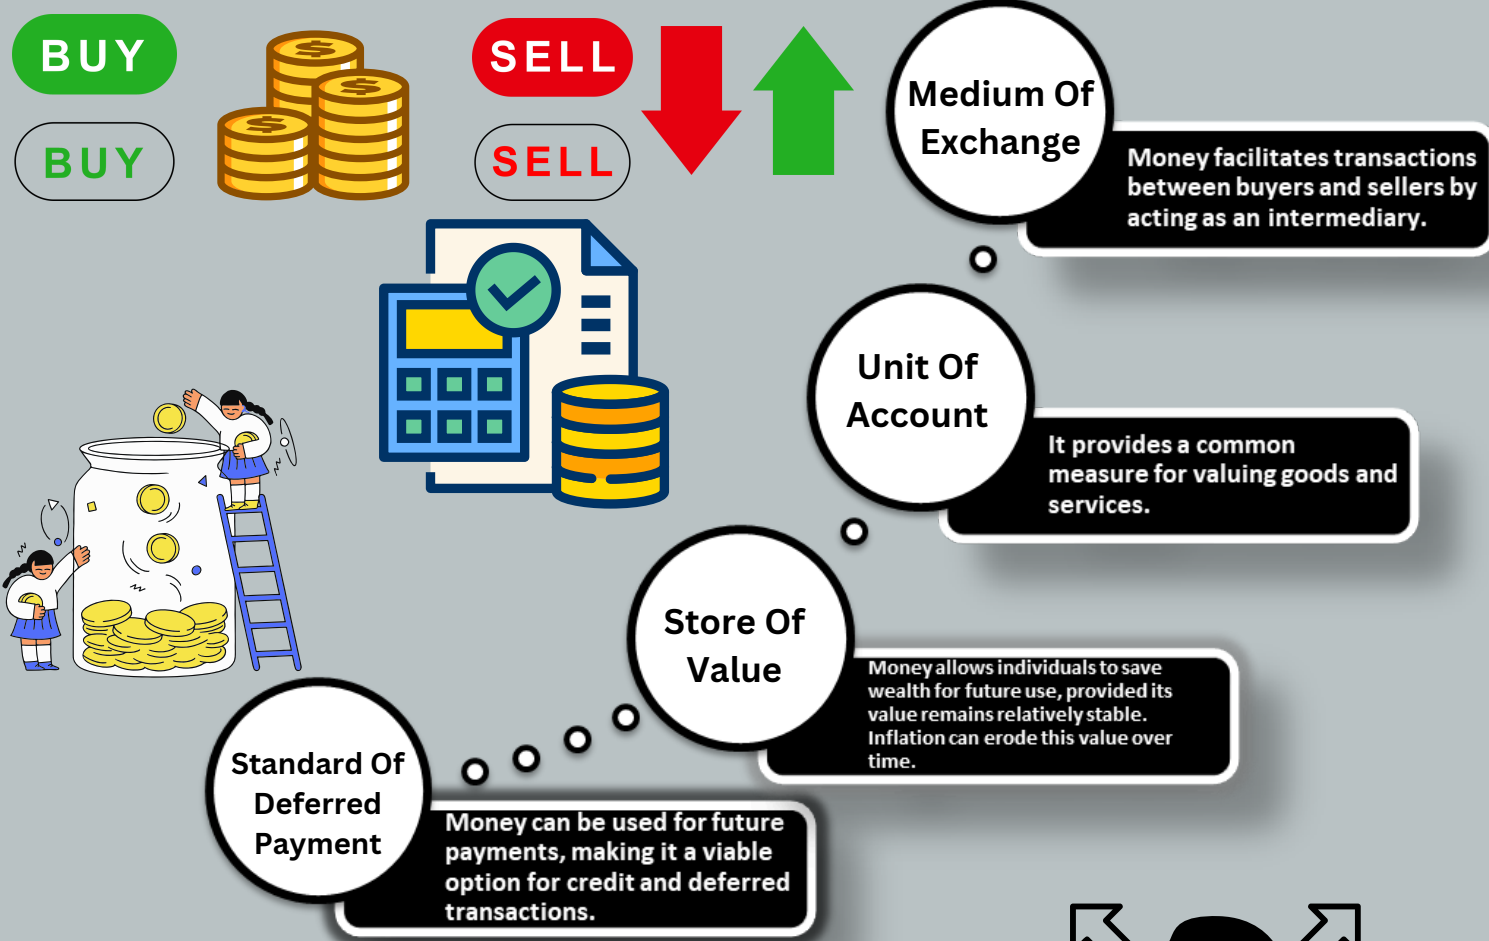 BUY
SELL
BUY
SELL
Medium Of
Exchange
Money facilitates transactions
between buyers and sellers by
acting as an intermediary.
Unit Of
Account
It provides a common
measure for valuing goods and
services.
Store Of
Value
Money allows individuals to save
wealth for future use, provided its
value remains relatively stable.
Inflation can erode this value over
time.
Standard Of
Deferred
Payment
Money can be used for future
payments, making it a viable
option for credit and deferred
transactions.